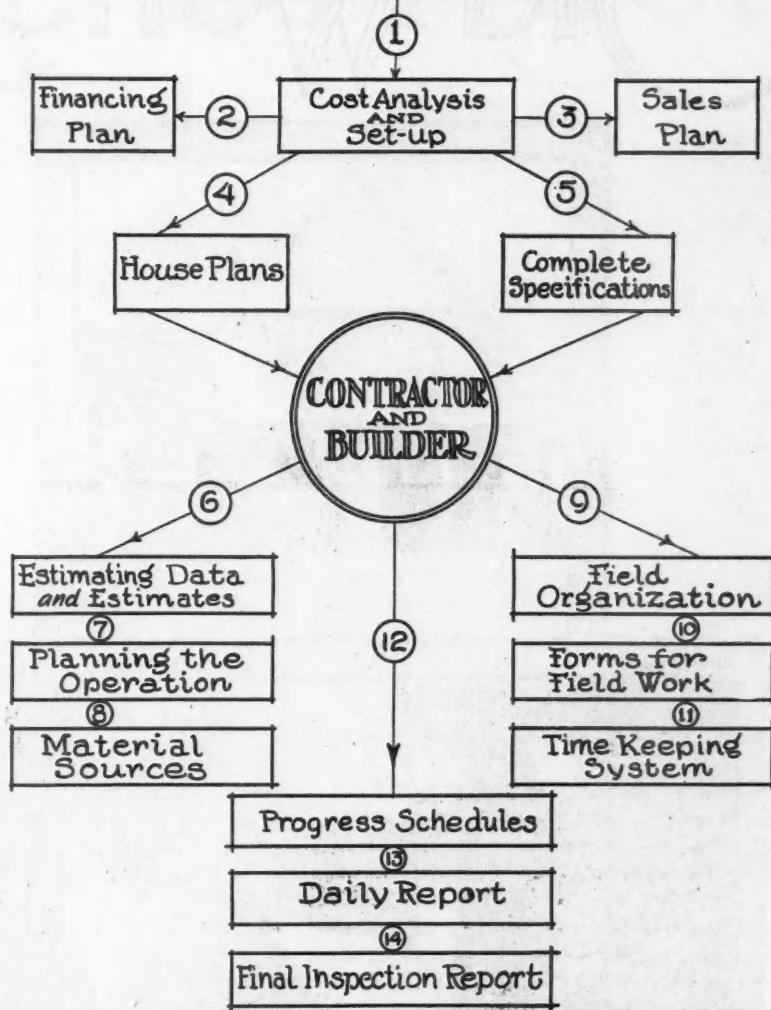 1
Financing
Plan
2
Cost Analysis
AND
Set-up
3
Sales
Plan
4
5
House Plans
Complete
Specifications
CONTRACTOR
AND
BUILDER
6
9
Estimating Data
and Estimates
7
Planning the
Operation
8
Material
Sources
12
Field
Organization
10
Forms for
Field Work
11
Time Keeping
System
Progress Schedules
13
Daily Report
14
Final Inspection Report